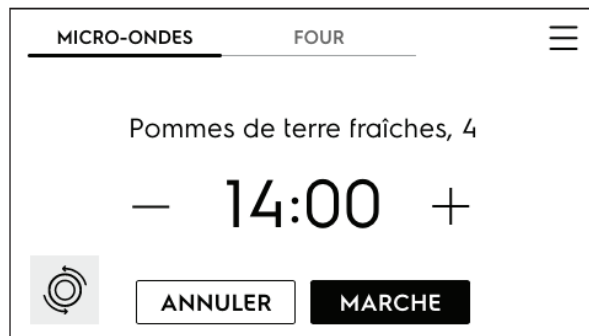 MICRO-ONDES FOUR
Pommes de terre fraîches, 4
— 14:00 +
ANNULER MARCHE